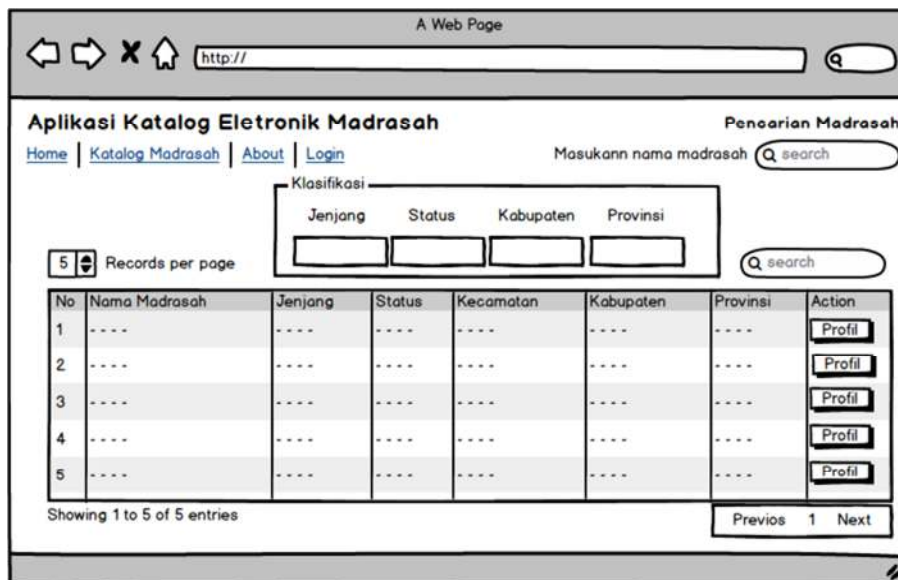 A Web Page
http://
Aplikasi Katalog Eletronik Madrasah
Pencarian Madrasah
Home Katalog Madrasah About Login
Masukann nama madrasah search
Klasifikasi
Jenjang Status Kabupaten Provinsi
5 Records per page
search
No Nama Madrasah Jenjang Status Kecamatan Kabupaten Provinsi Action
1 - - - - - - - - - - - - - - - - - - - - - - - - Profil
2 - - - - - - - - - - - - - - - - - - - - - - - - Profil
3 - - - - - - - - - - - - - - - - - - - - - - - - Profil
4 - - - - - - - - - - - - - - - - - - - - - - - - Profil
5 - - - - - - - - - - - - - - - - - - - - - - - - Profil
Showing 1 to 5 of 5 entries
Previos 1 Next